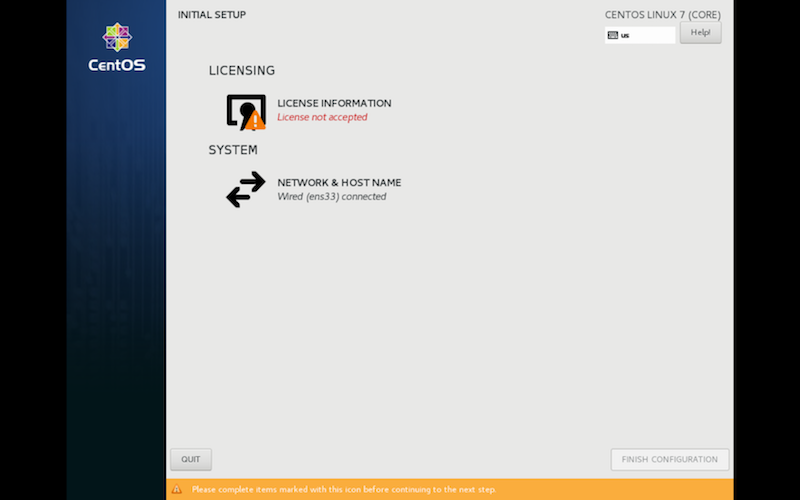 INITIAL SETUP
CENTOS LINUX 7 (CORE)
us
Help!
CentOS
LICENSING
LICENSE INFORMATION
License not accepted
SYSTEM
NETWORK & HOST NAME
Wired (ens33) connected
QUIT
FINISH CONFIGURATION
Please complete items marked with this icon before continuing to the next step.